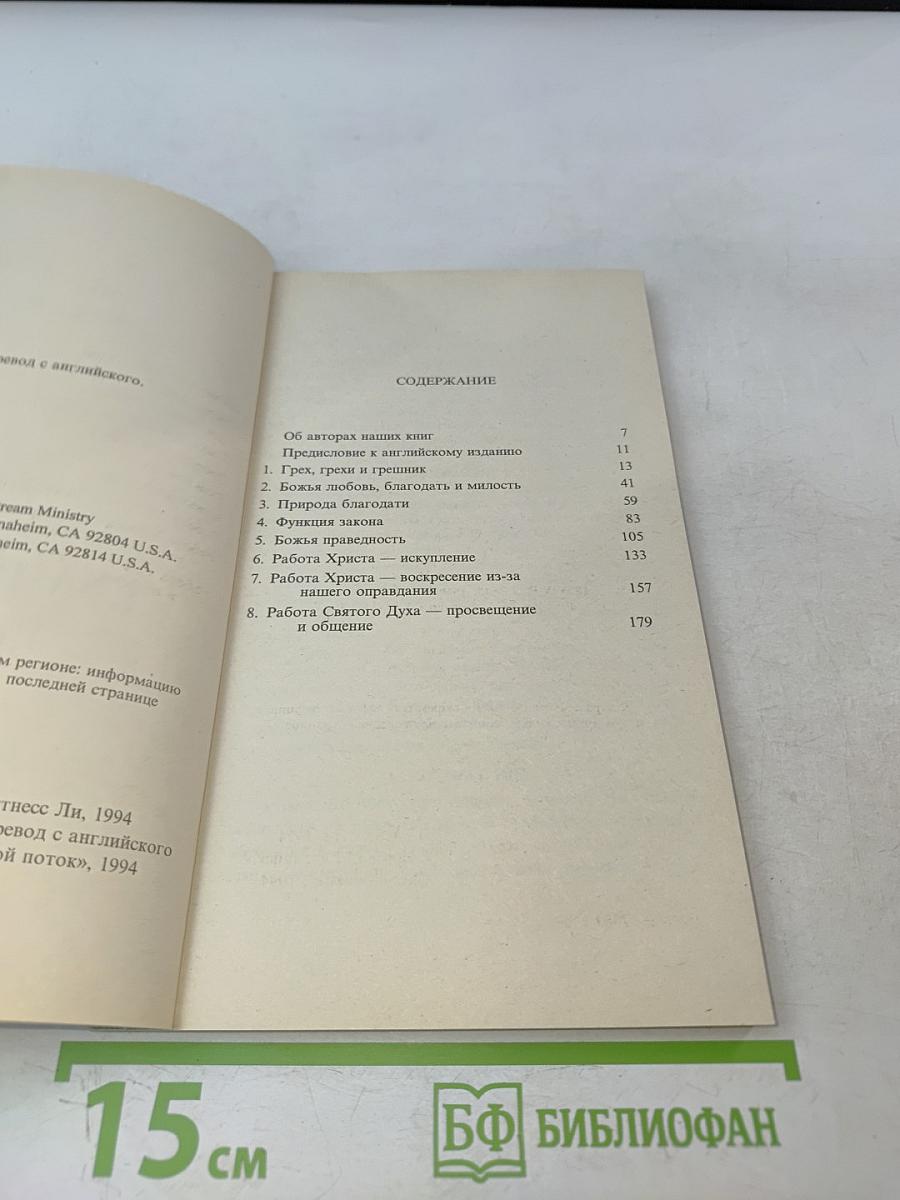 ревод с английского,
ream Ministry
naheim, CA 92804 U.S.A.
heim, CA 92814 U.S.A.
м регионе: информацию
последней странице
тнесс Ли, 1994
ревод с английского
ой поток», 1994
СОДЕРЖАНИЕ
Об авторах наших книг 7
Предисловие к английскому изданию 11
1. Грех, грехи и грешник 13
2. Божья любовь, благодать и милость 41
3. Природа благодати 59
4. Функция закона 83
5. Божья праведность 105
6. Работа Христа — искупление 133
7. Работа Христа — воскресение из-за
нашего оправдания 157
8. Работа Святого Духа — просвещение
и общение 179
15 см
БФ БИБЛИОФАН